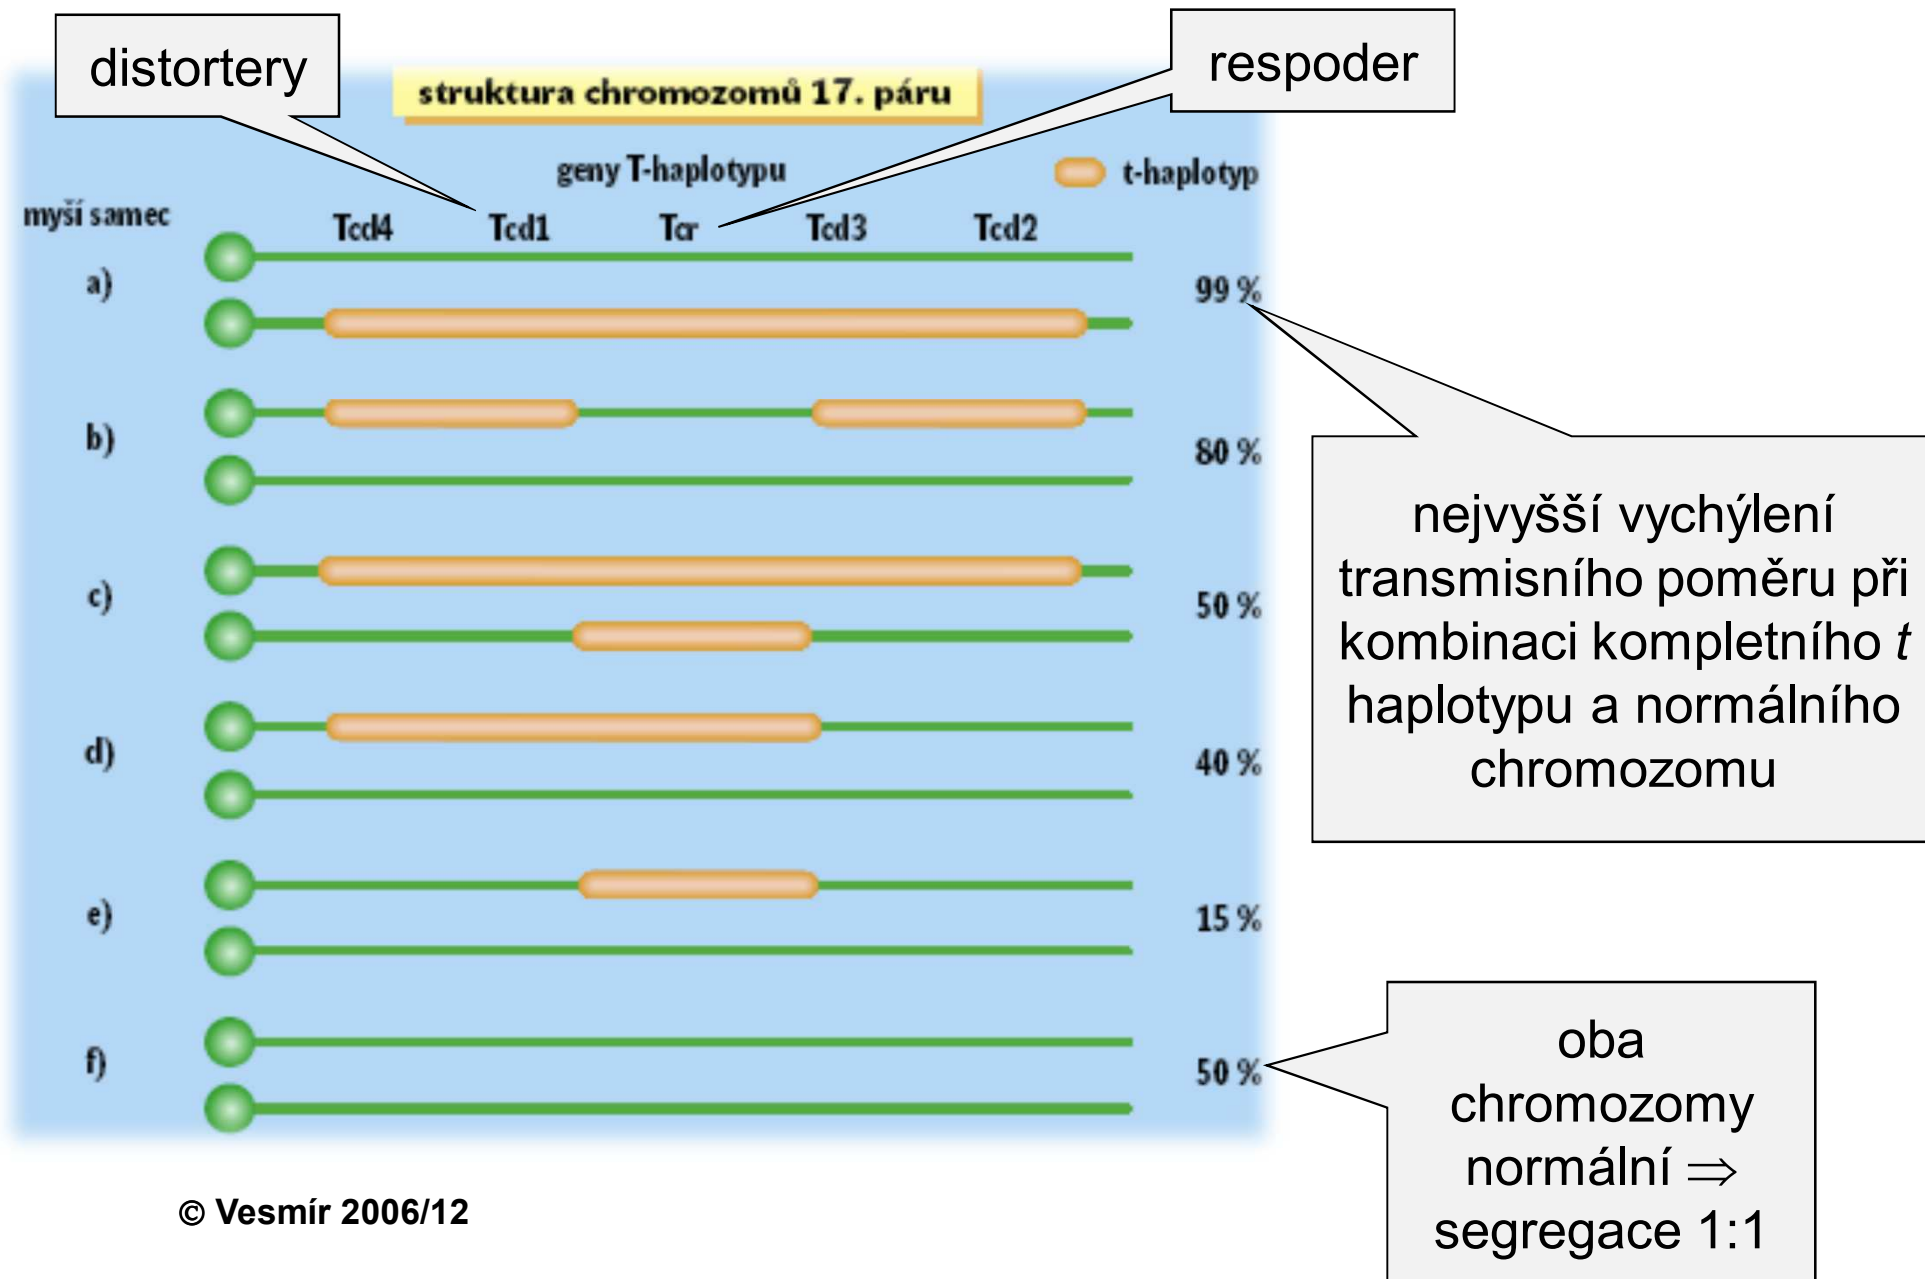 distortery
respoder
struktura chromozomů 17. páru
geny T-haplotypu
t-haplotyp
myší samec
Tcd4 Tcd1 Tcr Tcd3 Tcd2
a)
99 %
b)
80 %
c)
50 %
d)
40 %
e)
15 %
f)
50 %
nejvyšší vychýlení
transmisního poměru při
kombinaci kompletního t
haplotypu a normálního
chromozomu
oba
chromozomy
normální ⇒
segregace 1:1
© Vesmír 2006/12